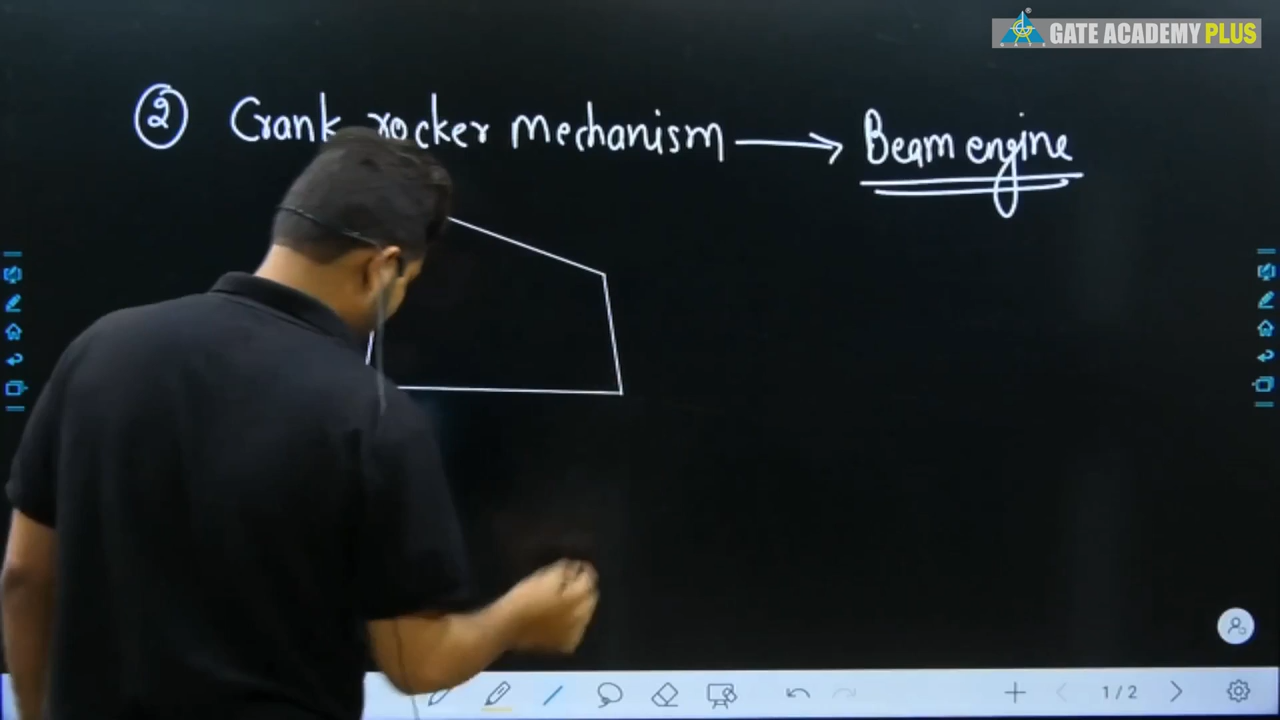 GATE ACADEMY PLUS
② Crank rocker mechanism → Beam engine
1/2